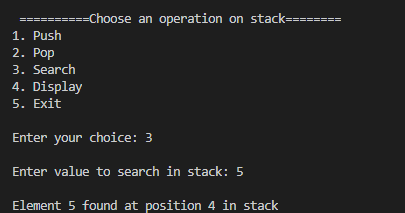 ==========Choose an operation on stack========
1. Push
2. Pop
3. Search
4. Display
5. Exit
Enter your choice: 3
Enter value to search in stack: 5
Element 5 found at position 4 in stack